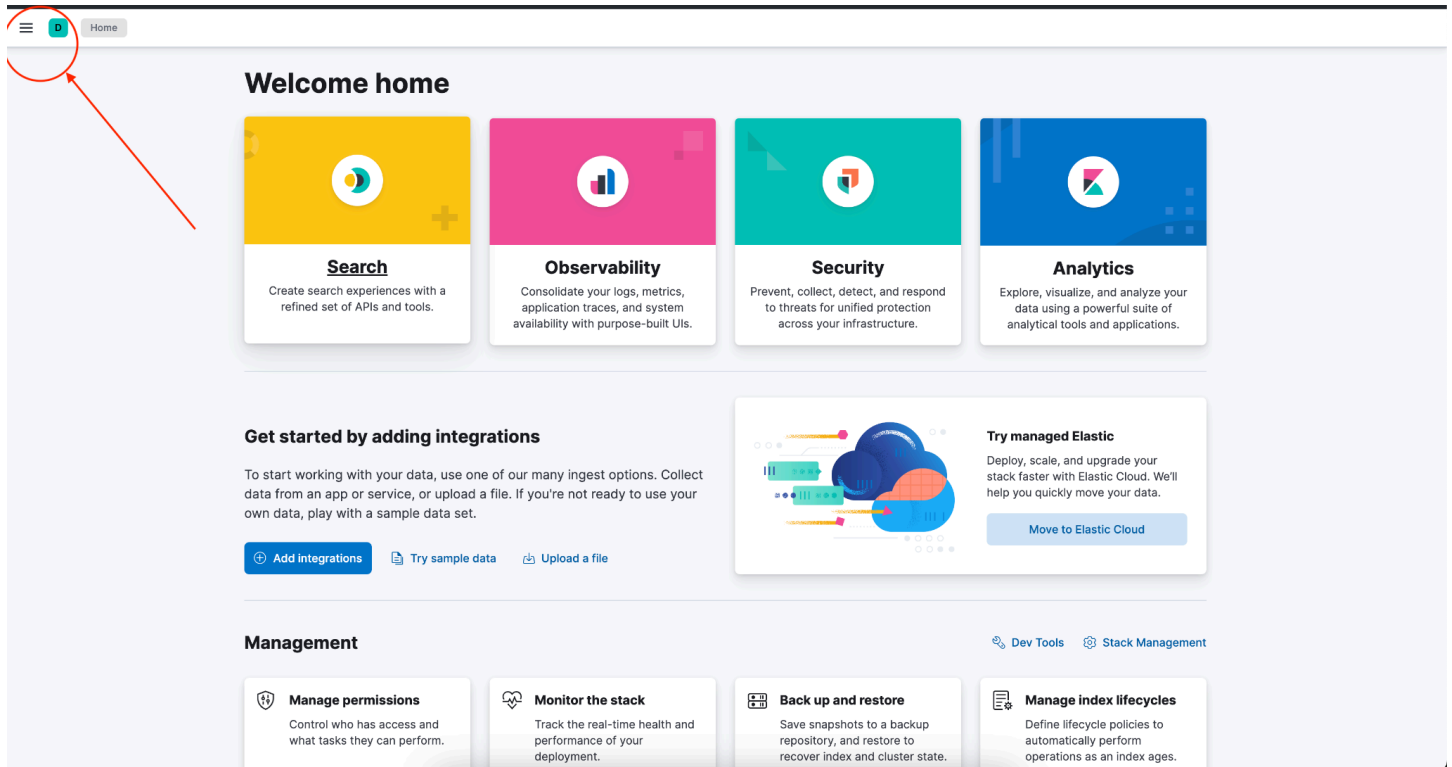 D Home
Welcome home
Search
Create search experiences with a
refined set of APIs and tools.
Observability
Consolidate your logs, metrics,
application traces, and system
availability with purpose-built UIs.
Security
Prevent, collect, detect, and respond
to threats for unified protection
across your infrastructure.
Analytics
Explore, visualize, and analyze your
data using a powerful suite of
analytical tools and applications.
Get started by adding integrations
To start working with your data, use one of our many ingest options. Collect
data from an app or service, or upload a file. If you're not ready to use your
own data, play with a sample data set.
Add integrations Try sample data Upload a file
Try managed Elastic
Deploy, scale, and upgrade your
stack faster with Elastic Cloud. We'll
help you quickly move your data.
Move to Elastic Cloud
Management
Dev Tools Stack Management
Manage permissions
Control who has access and
what tasks they can perform.
Monitor the stack
Track the real-time health and
performance of your
deployment.
Back up and restore
Save snapshots to a backup
repository, and restore to
recover index and cluster state.
Manage index lifecycles
Define lifecycle policies to
automatically perform
operations as an index ages.